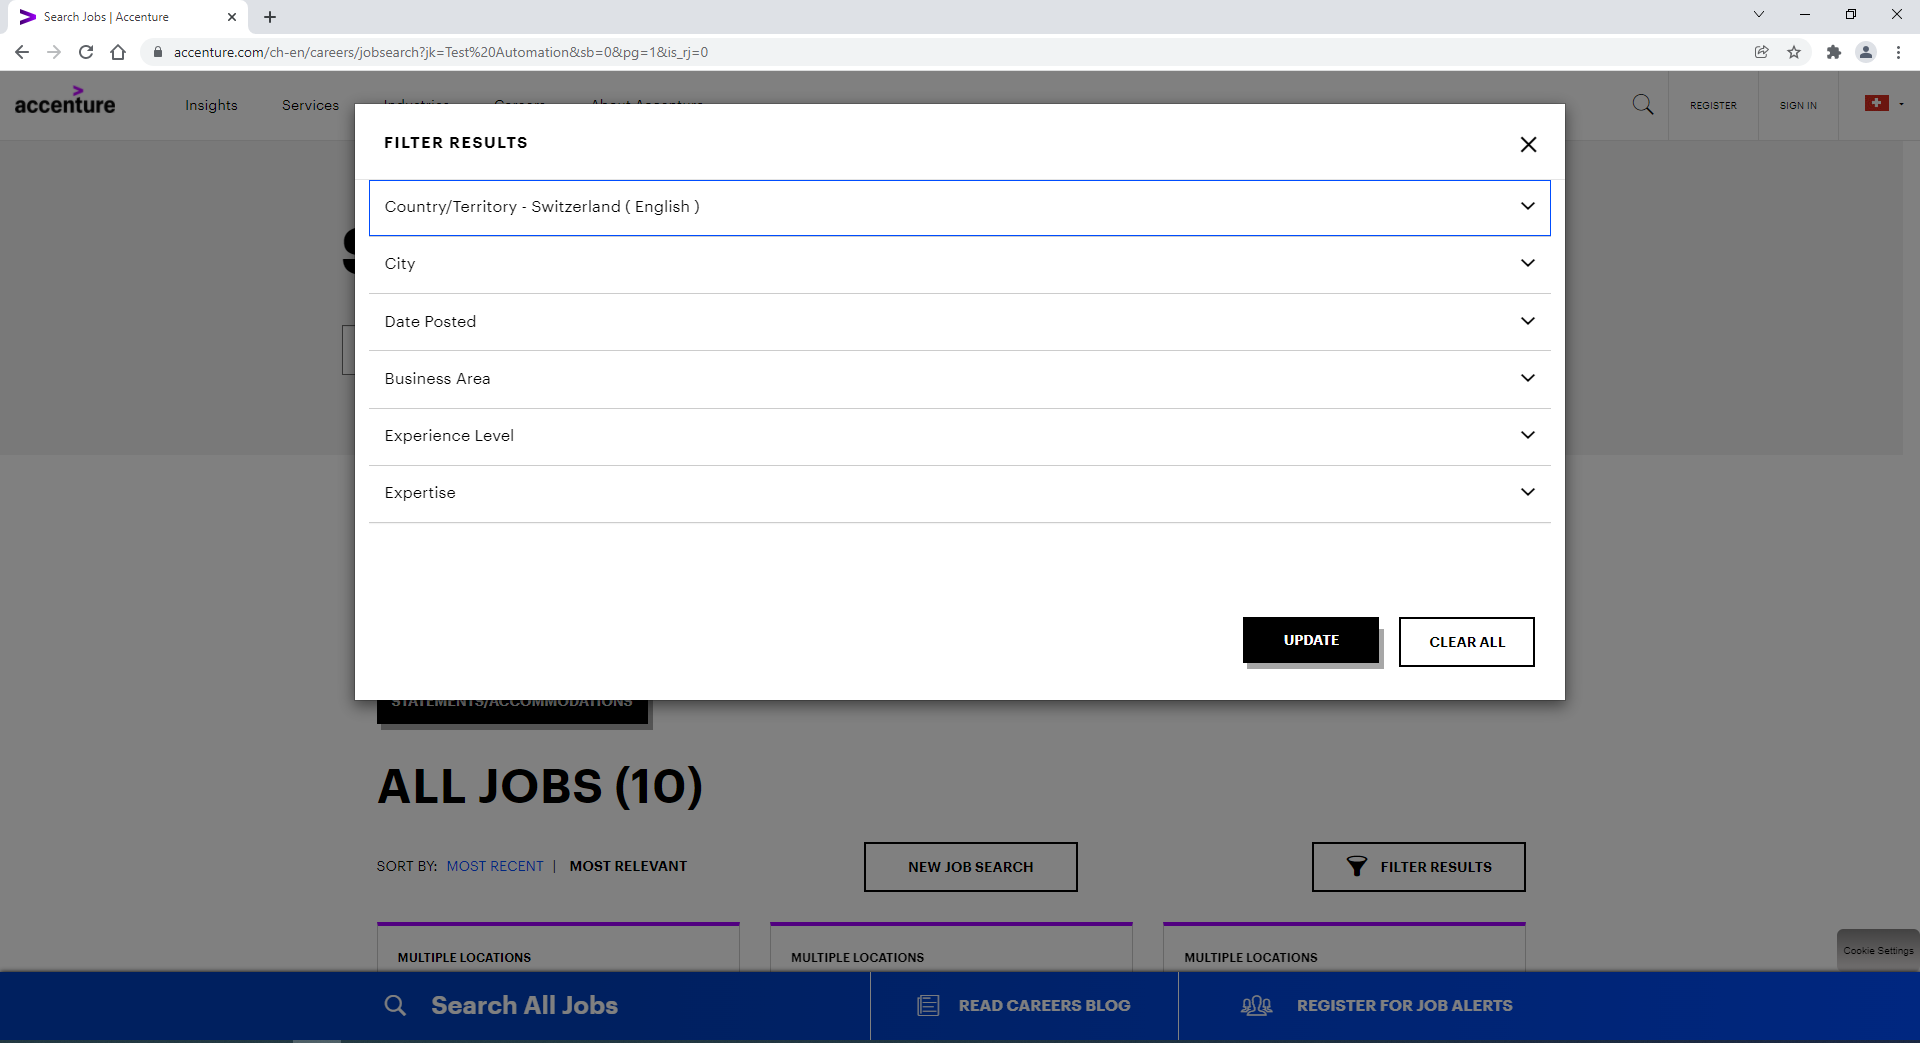 Search Jobs | Accenture
accenture.com/ch-en/careers/jobsearch?jk=Test%20Automation&sb=0&pg=1&is_rj=0
accenture
Insights
Services
REGISTER
SIGN IN
FILTER RESULTS
Country/Territory - Switzerland ( English )
City
Date Posted
Business Area
Experience Level
Expertise
UPDATE
CLEAR ALL
STATEMENTS/ACCOMMODATIONS
ALL JOBS (10)
SORT BY: MOST RECENT | MOST RELEVANT
NEW JOB SEARCH
FILTER RESULTS
MULTIPLE LOCATIONS
MULTIPLE LOCATIONS
MULTIPLE LOCATIONS
Cookie Settings
Search All Jobs
READ CAREERS BLOG
REGISTER FOR JOB ALERTS